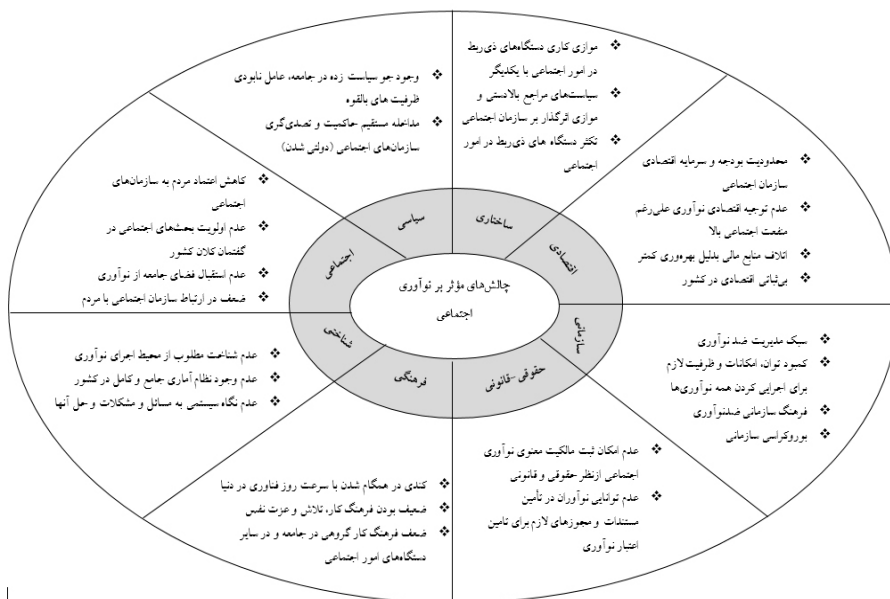 چالش‌های مؤثر بر نوآوری
اجتماعی
ساختاری
❖ موازی کاری دستگاه‌های ذی‌ربط
در امور اجتماعی با یکدیگر
❖ سیاست‌های مراجع بالادستی و
موازی اثرگذار بر سازمان اجتماعی
❖ تکثر دستگاه های ذی‌ربط در امور
اجتماعی
اقتصادی
❖ محدودیت بودجه و سرمایه اقتصادی
سازمان اجتماعی
❖ عدم توجیه اقتصادی نوآوری علی‌رغم
منفعت اجتماعی بالا
❖ اتلاف منابع مالی بدلیل بهره‌وری کمتر
❖ بی‌ثباتی اقتصادی در کشور
سازمانی
❖ سبک مدیریت ضد نوآوری
❖ کمبود توان، امکانات و ظرفیت لازم
برای اجرایی کردن همه نوآوری‌ها
❖ فرهنگ سازمانی ضدنوآوری
❖ بوروکراسی سازمانی
حقوقی-قانونی
❖ عدم امکان ثبت مالکیت معنوی نوآوری
اجتماعی ازنظر حقوقی و قانونی
❖ عدم توانایی نوآوران در تأمین
مستندات و مجوزهای لازم برای تامین
اعتبار نوآوری
فرهنگی
❖ کندی در همگام شدن با سرعت روز فناوری در دنیا
❖ ضعیف بودن فرهنگ کار، تلاش و عزت نفس
❖ ضعف فرهنگ کار گروهی در جامعه و در سایر
دستگاه‌های امور اجتماعی
شناختی
❖ عدم شناخت مطلوب از محیط اجرای نوآوری
❖ عدم وجود نظام آماری جامع و کامل در کشور
❖ عدم نگاه سیستمی به مسائل و مشکلات و حل آنها
اجتماعی
❖ کاهش اعتماد مردم به سازمان‌های
اجتماعی
❖ عدم اولویت بحث‌های اجتماعی در
گفتمان کلان کشور
❖ عدم استقبال فضای جامعه از نوآوری
❖ ضعف در ارتباط سازمان اجتماعی با مردم
سیاسی
❖ وجود جو سیاست زده در جامعه، عامل نابودی
ظرفیت های بالقوه
❖ مداخله مستقیم حاکمیت و تصدی‌گری
سازمان‌های اجتماعی (دولتی شدن)